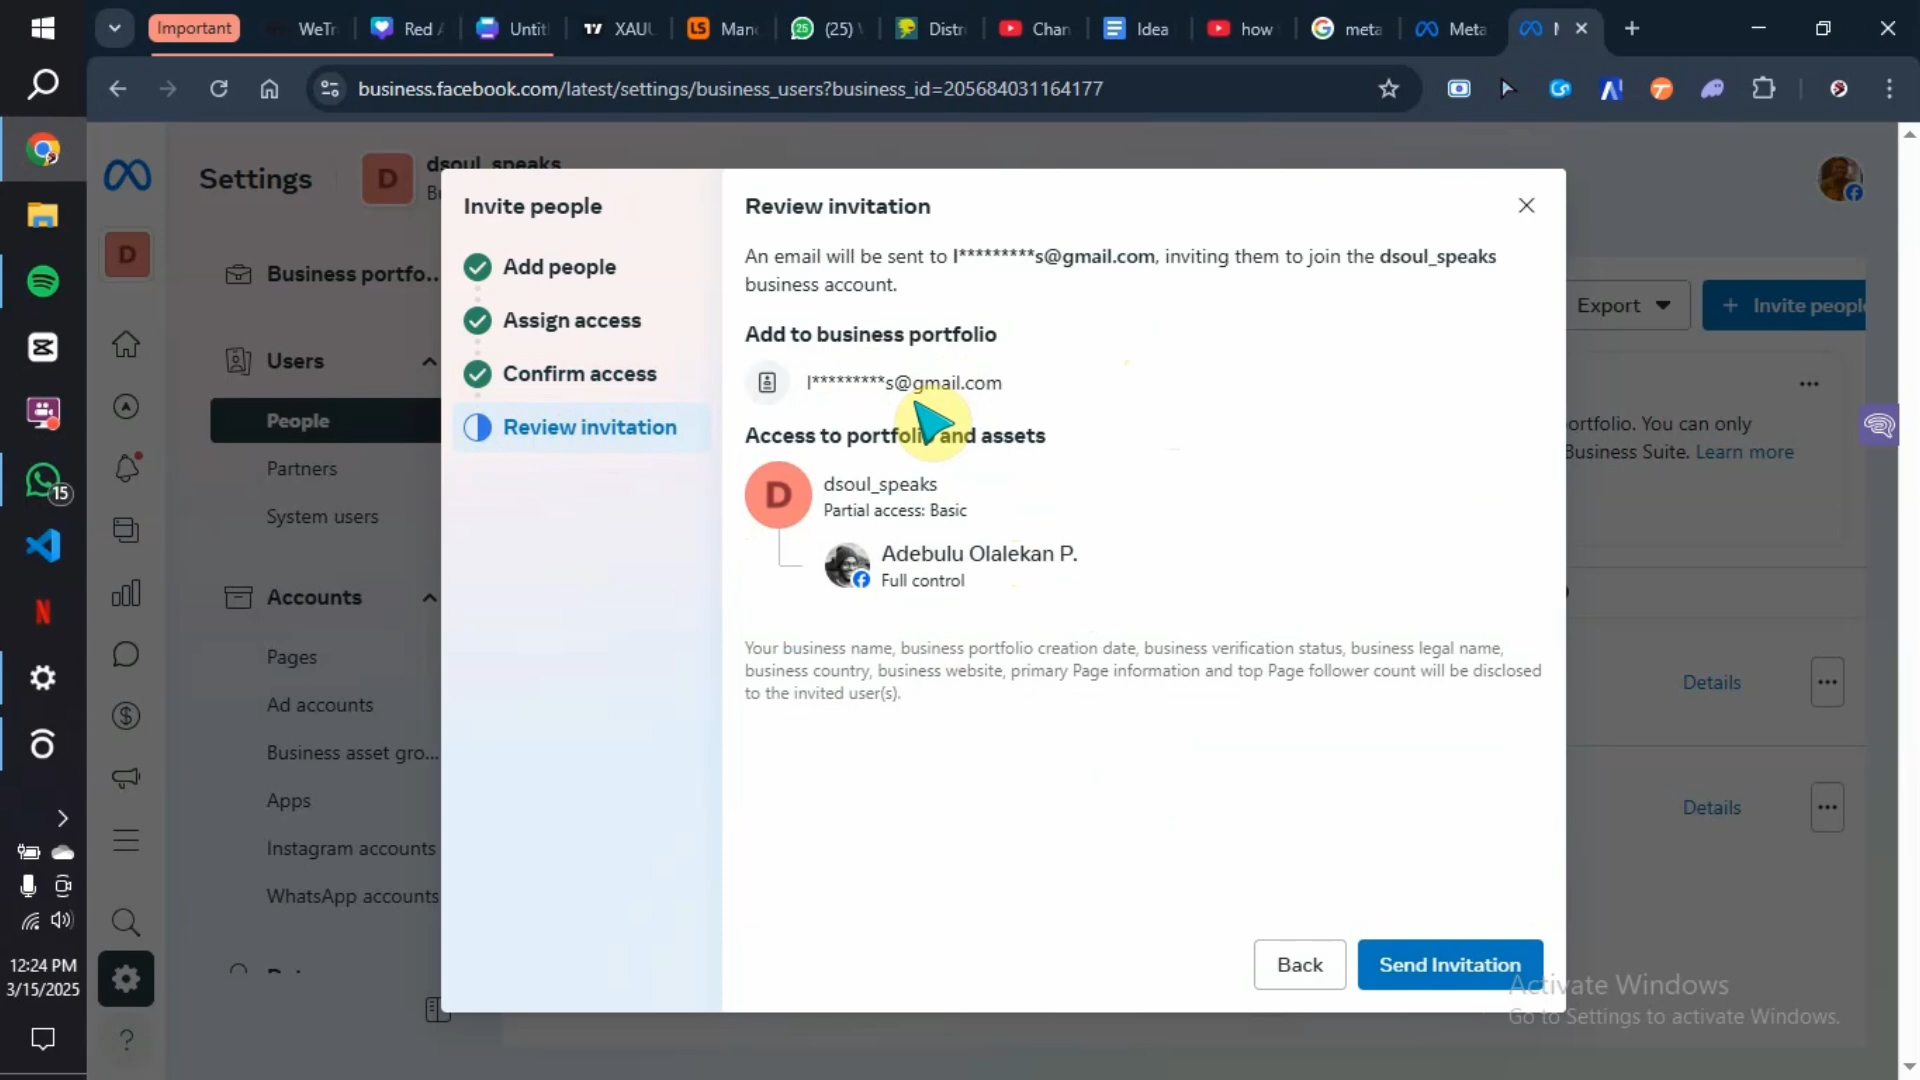 Important
WeTr
Red A
Untit
XAUU
Man
(25)
Distr
Chan
Idea
how
meta
Meta
business.facebook.com/latest/settings/business_users?business_id=205684031164177
Settings
D
dsoul_speaks
D
Business portfo...
Users
People
Partners
System users
Accounts
Pages
Ad accounts
Business asset gro...
Apps
Instagram accounts
WhatsApp accounts
Invite people
Add people
Assign access
Confirm access
Review invitation
Review invitation
An email will be sent to l*********s@gmail.com, inviting them to join the dsoul_speaks
business account.
Add to business portfolio
l*********s@gmail.com
Access to portfolio and assets
D
dsoul_speaks
Partial access: Basic
Adebulu Olalekan P.
Full control
Your business name, business portfolio creation date, business verification status, business legal name,
business country, business website, primary Page information and top Page follower count will be disclosed
to the invited user(s).
Back
Send Invitation
Export
+ Invite people
ortfolio. You can only
Business Suite. Learn more
Details
Details
Activate Windows
Go to Settings to activate Windows.
15
12:24 PM
3/15/2025